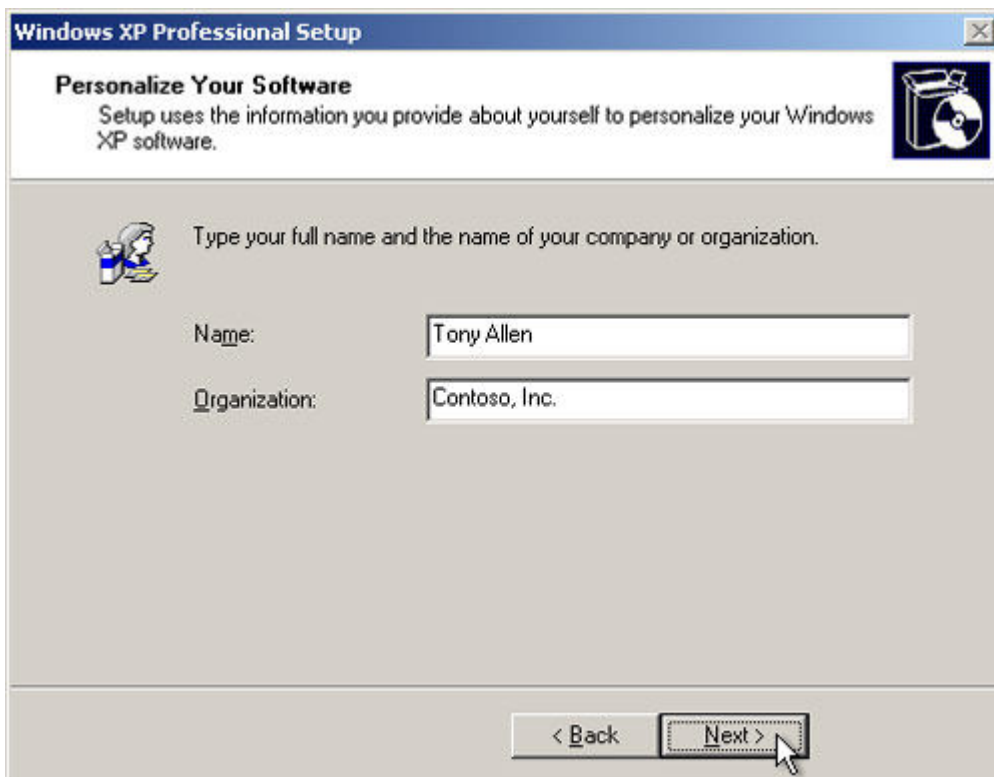 Windows XP Professional Setup
Personalize Your Software
Setup uses the information you provide about yourself to personalize your Windows
XP software.
Type your full name and the name of your company or organization.
Name: Tony Allen
Organization: Contoso, Inc.
< Back Next >